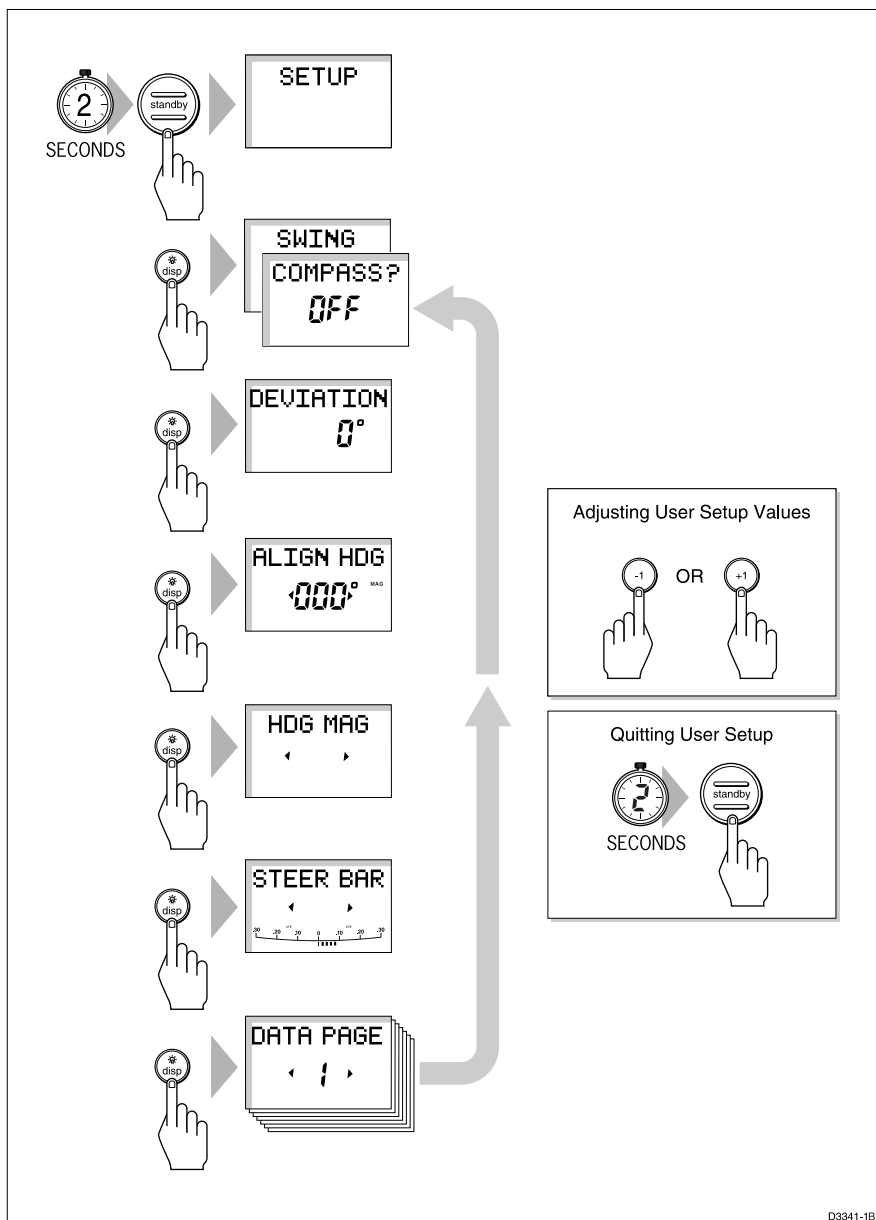 SETUP
2
standby
SECONDS
SWING
COMPASS?
OFF
disp
DEVIATION
0°
disp
ALIGN HDG
000°
MAG
disp
HDG MAG
disp
STEER BAR
.30 .20 .10 0 .10 .20 .30
disp
DATA PAGE
1
disp
Adjusting User Setup Values
-1 OR +1
Quitting User Setup
2
standby
SECONDS
D3341-1B